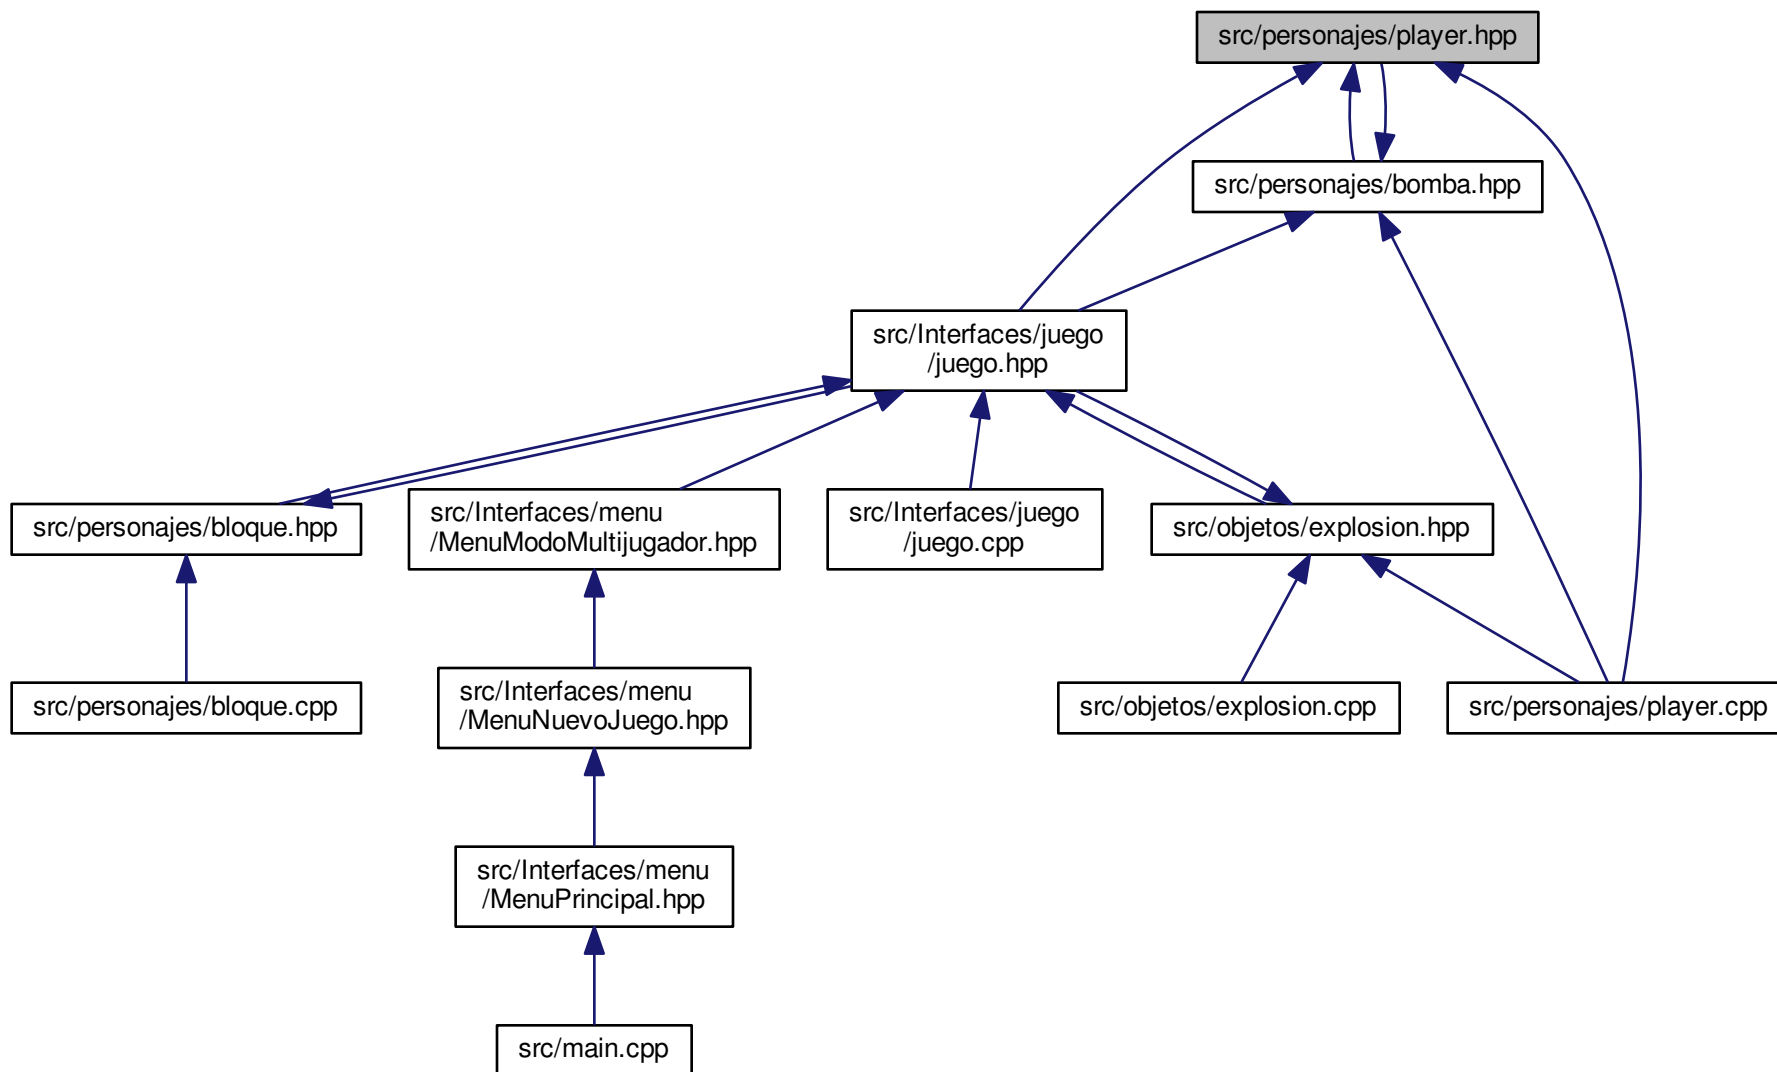 src/personajes/player.hpp
src/personajes/bomba.hpp
src/Interfaces/juego
/juego.hpp
src/personajes/bloque.hpp
src/Interfaces/menu
/MenuModoMultijugador.hpp
src/Interfaces/juego
/juego.cpp
src/objetos/explosion.hpp
src/personajes/bloque.cpp
src/Interfaces/menu
/MenuNuevoJuego.hpp
src/objetos/explosion.cpp
src/personajes/player.cpp
src/Interfaces/menu
/MenuPrincipal.hpp
src/main.cpp